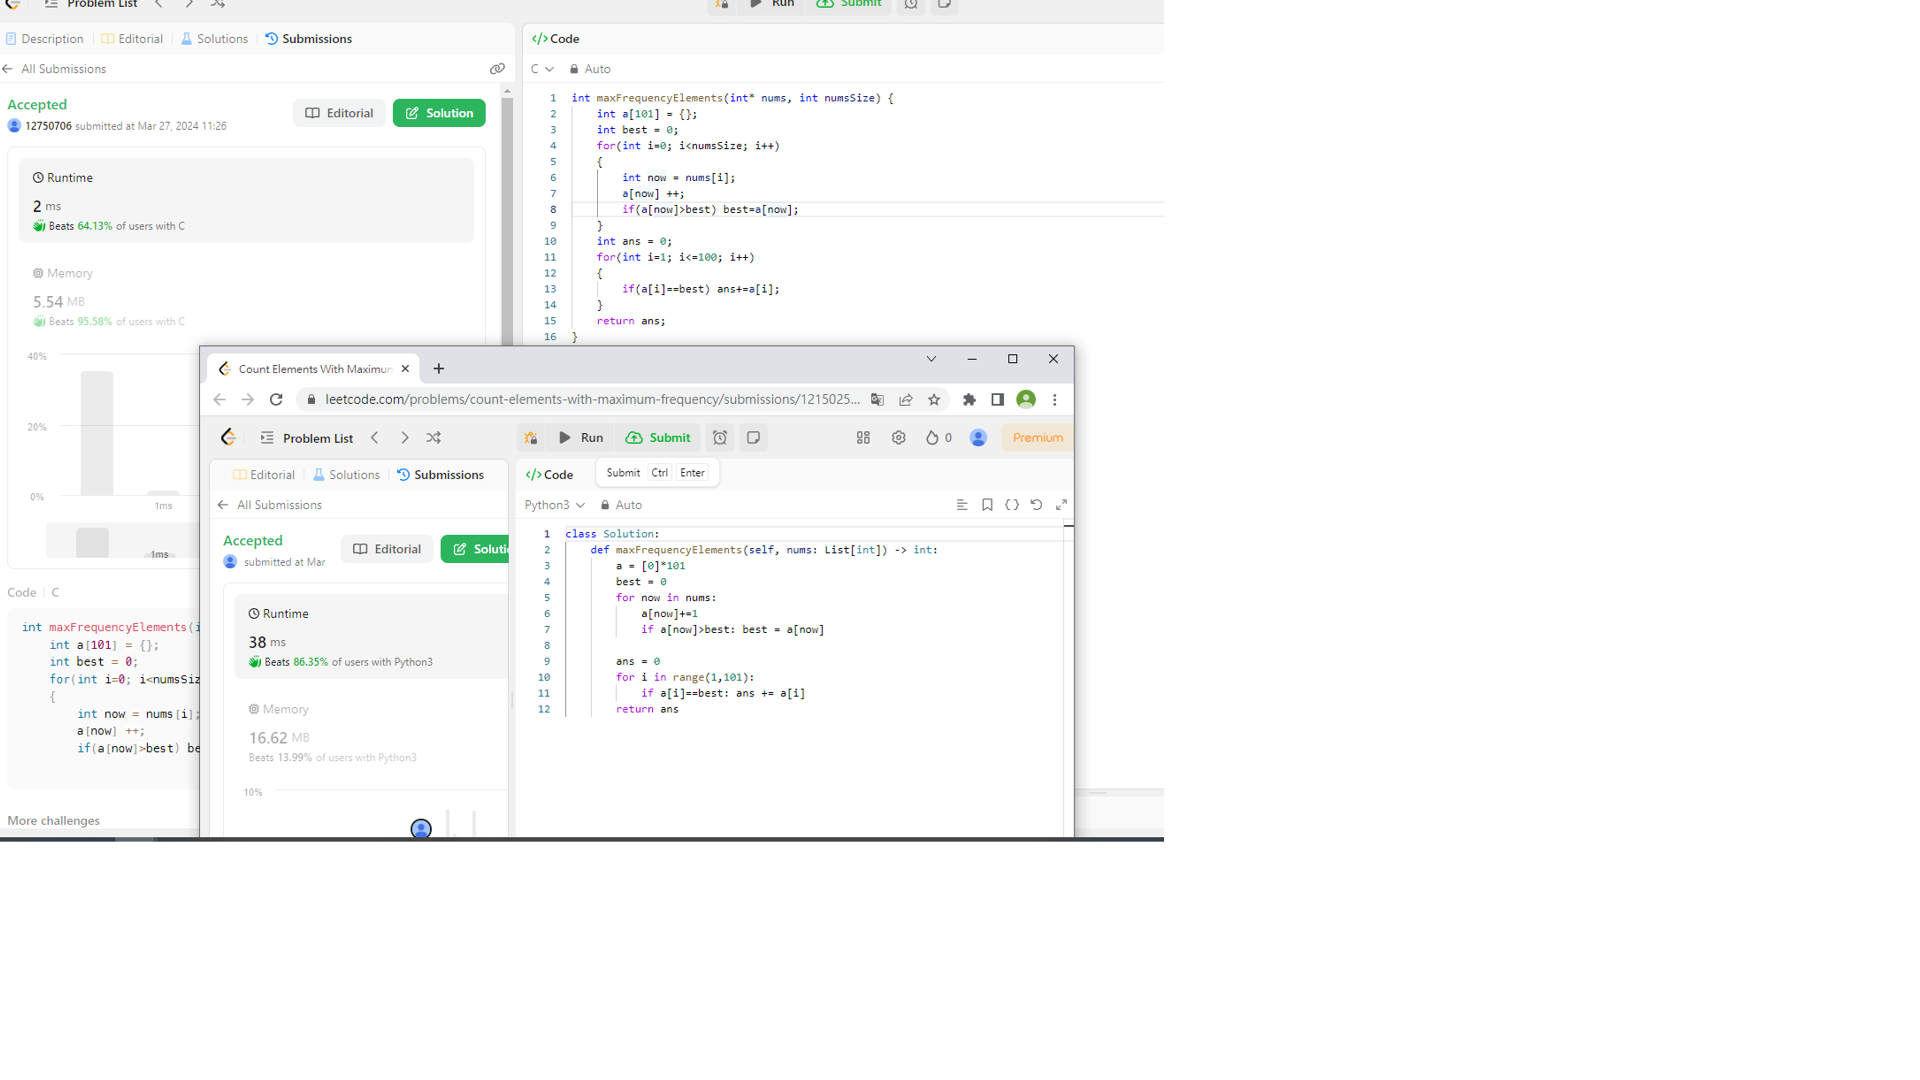 Problem List
Run
Submit
Description
Editorial
Solutions
Submissions
All Submissions
Accepted
12750706 submitted at Mar 27, 2024 11:26
Editorial
Solution
Runtime
2 ms
Beats 64.13% of users with C
Memory
5.54 MB
Beats 95.58% of users with C
40%
20%
0%
1ms
1ms
Code | C
int maxFrequencyElements(i
int a[101] = {};
int best = 0;
for(int i=0; i<numsSiz
{
int now = nums[i];
a[now] ++;
if(a[now]>best) be
More challenges
</> Code
C
Auto
1 int maxFrequencyElements(int* nums, int numsSize) {
2 int a[101] = {};
3 int best = 0;
4 for(int i=0; i<numsSize; i++)
5 {
6 int now = nums[i];
7 a[now] ++;
8 if(a[now]>best) best=a[now];
9 }
10 int ans = 0;
11 for(int i=1; i<=100; i++)
12 {
13 if(a[i]==best) ans+=a[i];
14 }
15 return ans;
16 }
Count Elements With Maximun
leetcode.com/problems/count-elements-with-maximum-frequency/submissions/1215025...
Problem List
Run
Submit
0
Premium
Editorial
Solutions
Submissions
All Submissions
Accepted
submitted at Mar
Editorial
Soluti
Runtime
38 ms
Beats 86.35% of users with Python3
Memory
16.62 MB
Beats 13.99% of users with Python3
10%
</> Code
Submit Ctrl Enter
Python3
Auto
1 class Solution:
2 def maxFrequencyElements(self, nums: List[int]) -> int:
3 a = [0]*101
4 best = 0
5 for now in nums:
6 a[now]+=1
7 if a[now]>best: best = a[now]
8
9 ans = 0
10 for i in range(1,101):
11 if a[i]==best: ans += a[i]
12 return ans